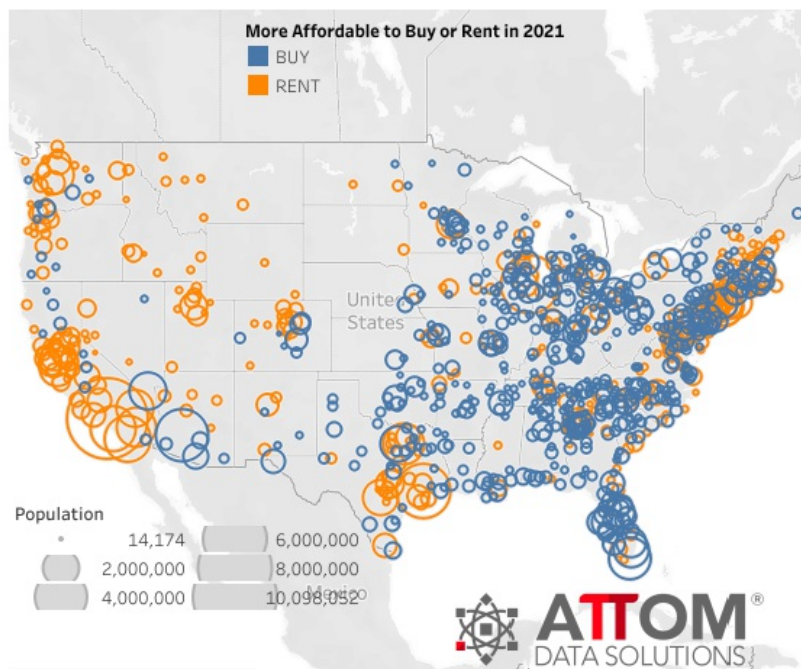 More Affordable to Buy or Rent in 2021
BUY
RENT
United
States
Population
14,174
2,000,000
4,000,000
6,000,000
8,000,000
10,098,052
Mexico
ATTOM®
DATA SOLUTIONS